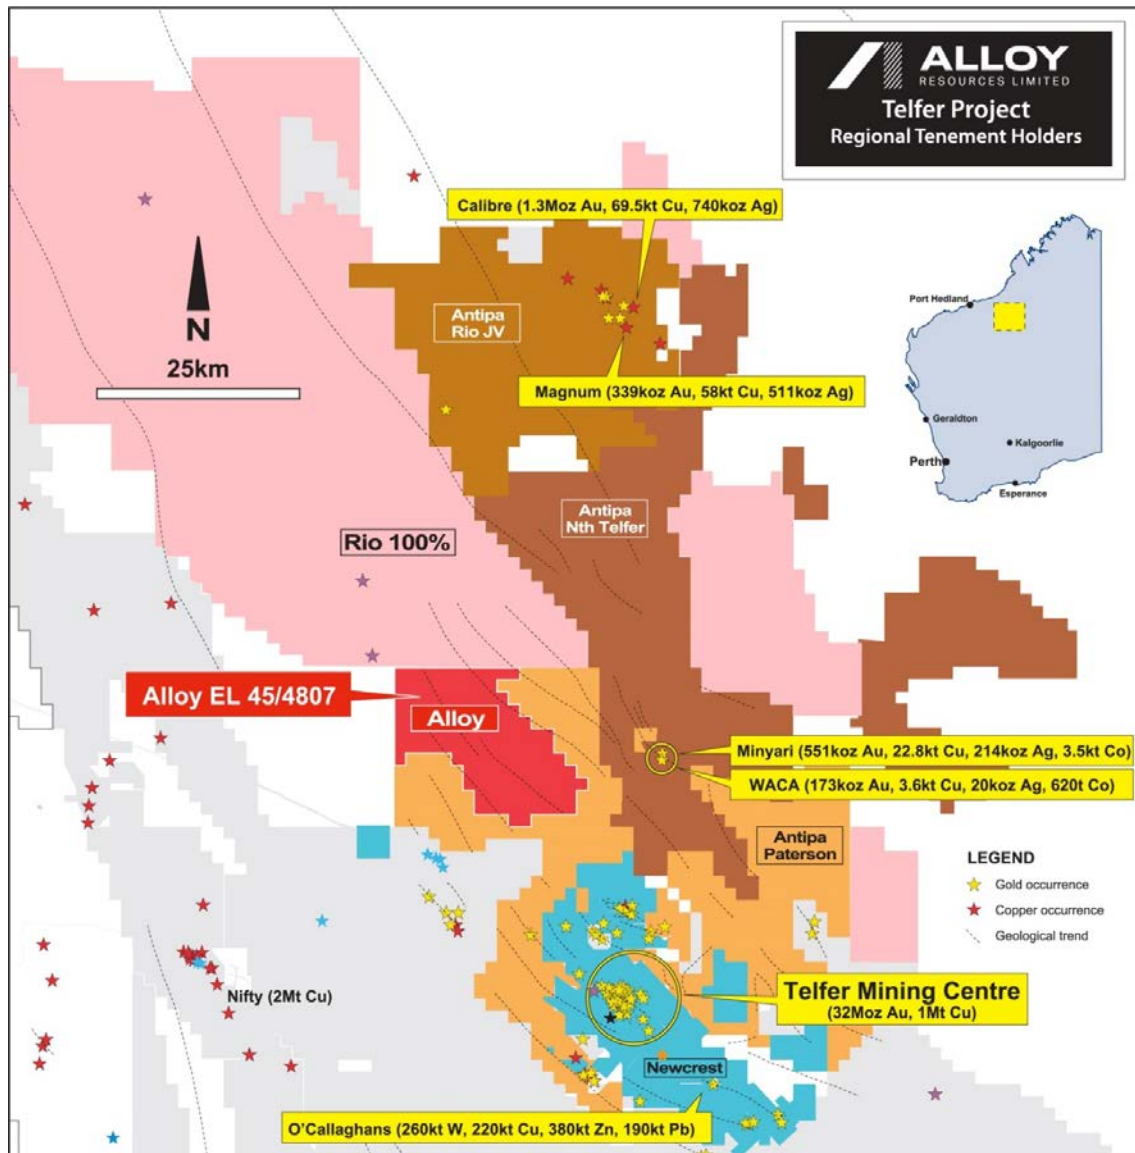 ALLOY
RESOURCES LIMITED
Telfer Project
Regional Tenement Holders
Calibre (1.3Moz Au, 69.5kt Cu, 740koz Ag)
Port Hedland
Antipa
Rio JV
N
25km
Magnum (339koz Au, 58kt Cu, 511koz Ag)
Geraldton
Kalgoorlie
Perth
Esperance
Antipa
Nth Telfer
Rio 100%
Alloy EL 45/4807
Alloy
Minyari (551koz Au, 22.8kt Cu, 214koz Ag, 3.5kt Co)
WACA (173koz Au, 3.6kt Cu, 20koz Ag, 620t Co)
Antipa
Paterson
LEGEND
Gold occurrence
Copper occurrence
Geological trend
Nifty (2Mt Cu)
Telfer Mining Centre
(32Moz Au, 1Mt Cu)
Newcrest
O'Callaghans (260kt W, 220kt Cu, 380kt Zn, 190kt Pb)